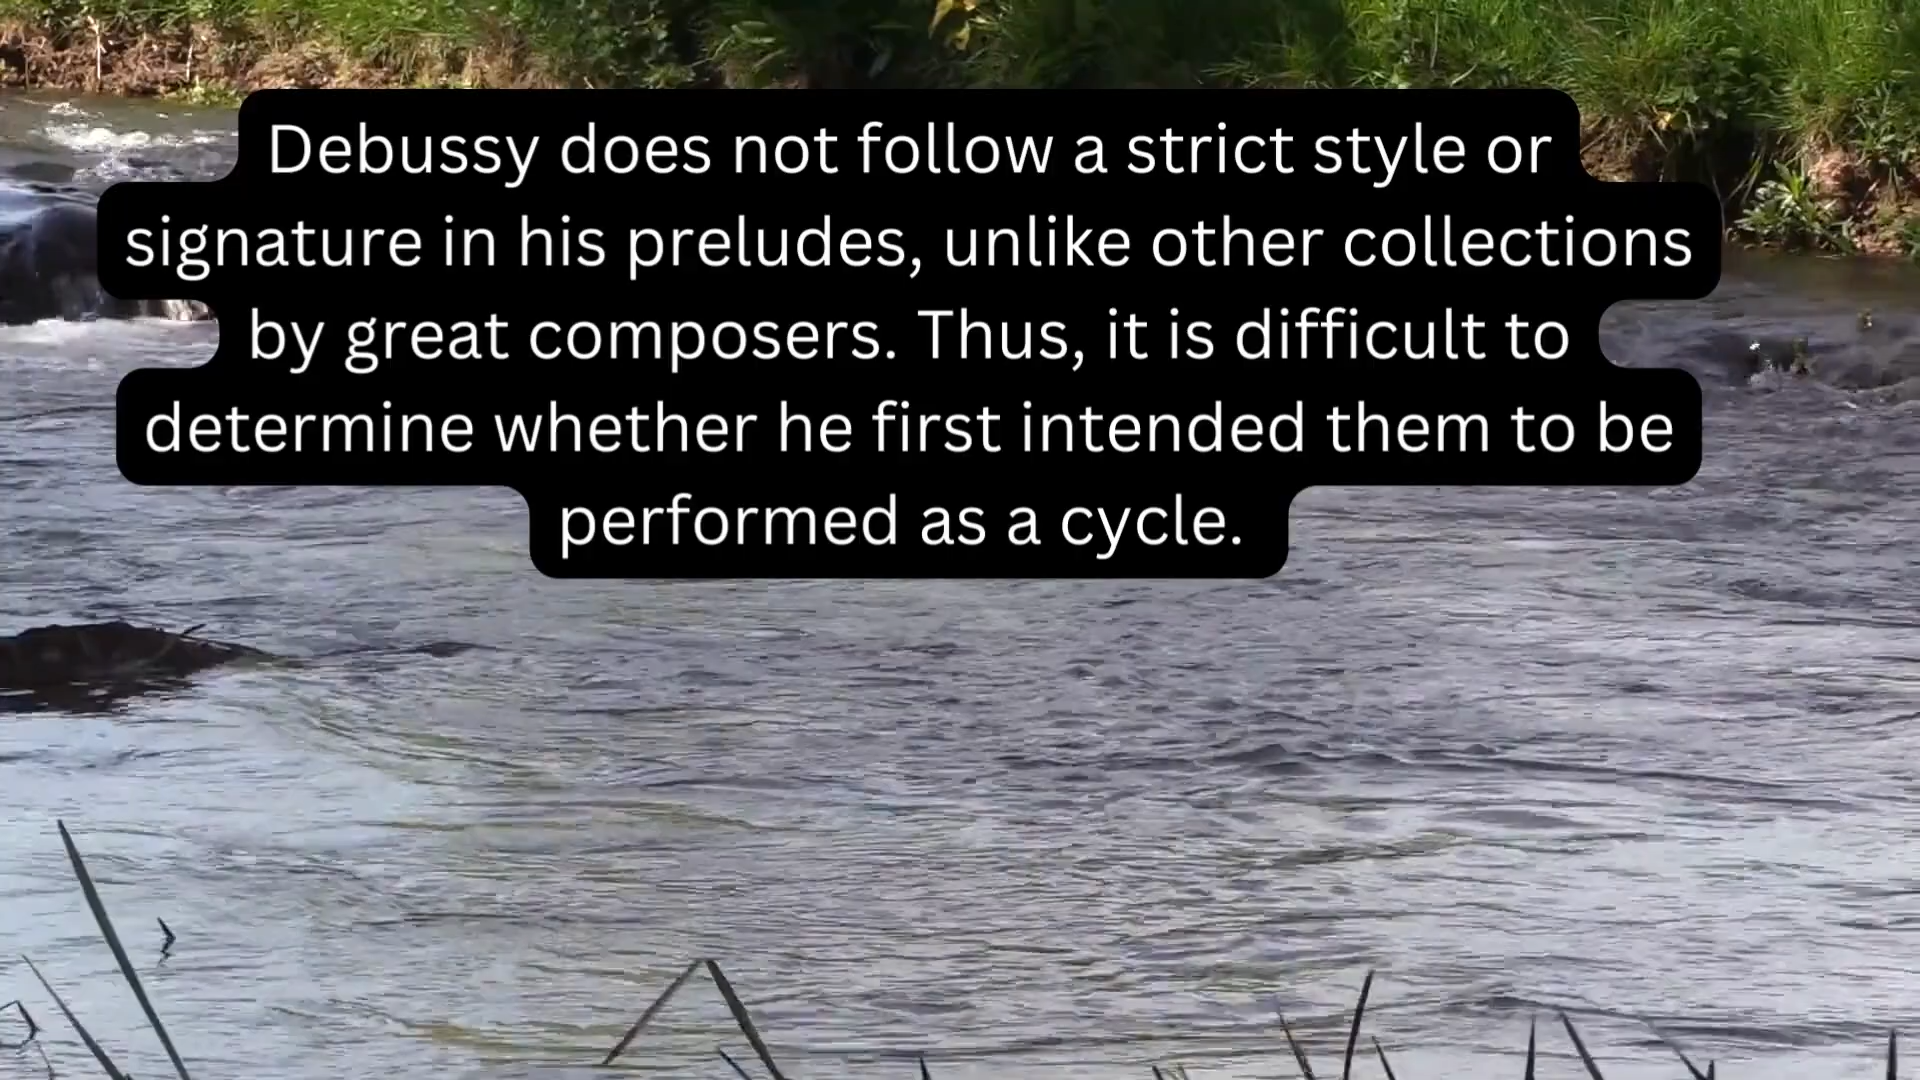 Debussy does not follow a strict style or
signature in his preludes, unlike other collections
by great composers. Thus, it is difficult to
determine whether he first intended them to be
performed as a cycle.